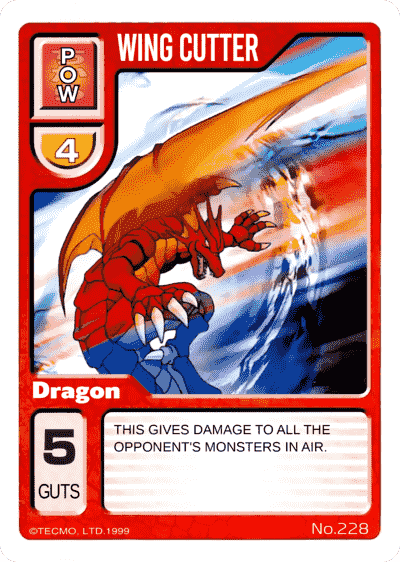 WING CUTTER
POW
4
Dragon
5
GUTS
THIS GIVES DAMAGE TO ALL THE
OPPONENT'S MONSTERS IN AIR.
©TECMO, LTD.1999
No.228